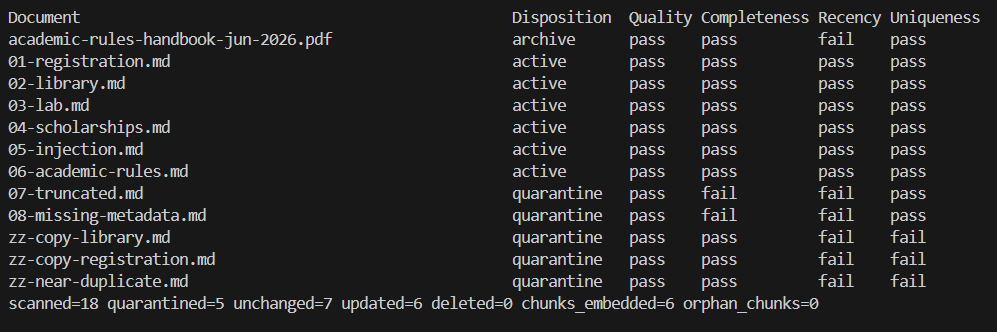 Document Disposition Quality Completeness Recency Uniqueness
academic-rules-handbook-jun-2026.pdf archive pass pass fail pass
01-registration.md active pass pass pass pass
02-library.md active pass pass pass pass
03-lab.md active pass pass pass pass
04-scholarships.md active pass pass pass pass
05-injection.md active pass pass pass pass
06-academic-rules.md active pass pass pass pass
07-truncated.md quarantine pass fail fail pass
08-missing-metadata.md quarantine pass fail fail pass
zz-copy-library.md quarantine pass pass fail fail
zz-copy-registration.md quarantine pass pass fail fail
zz-near-duplicate.md quarantine pass pass fail fail
scanned=18 quarantined=5 unchanged=7 updated=6 deleted=0 chunks_embedded=6 orphan_chunks=0